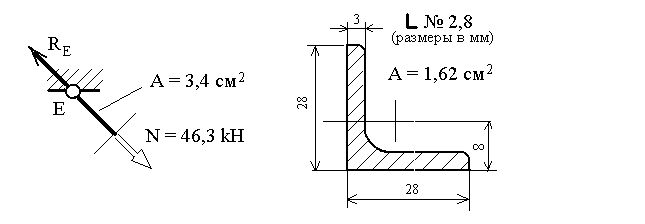 R_E
E
A = 3,4 см²
N = 46,3 kH
3
L № 2,8
(размеры в мм)
A = 1,62 см²
28
8
28